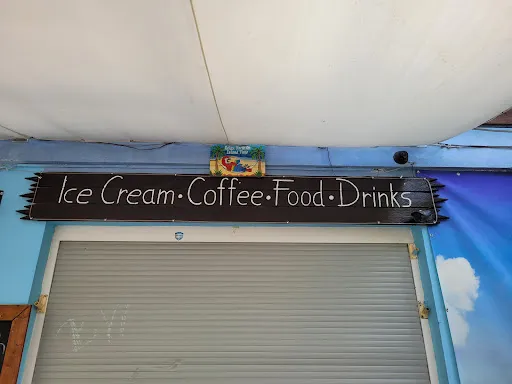 Ice Cream • Coffee • Food • Drinks